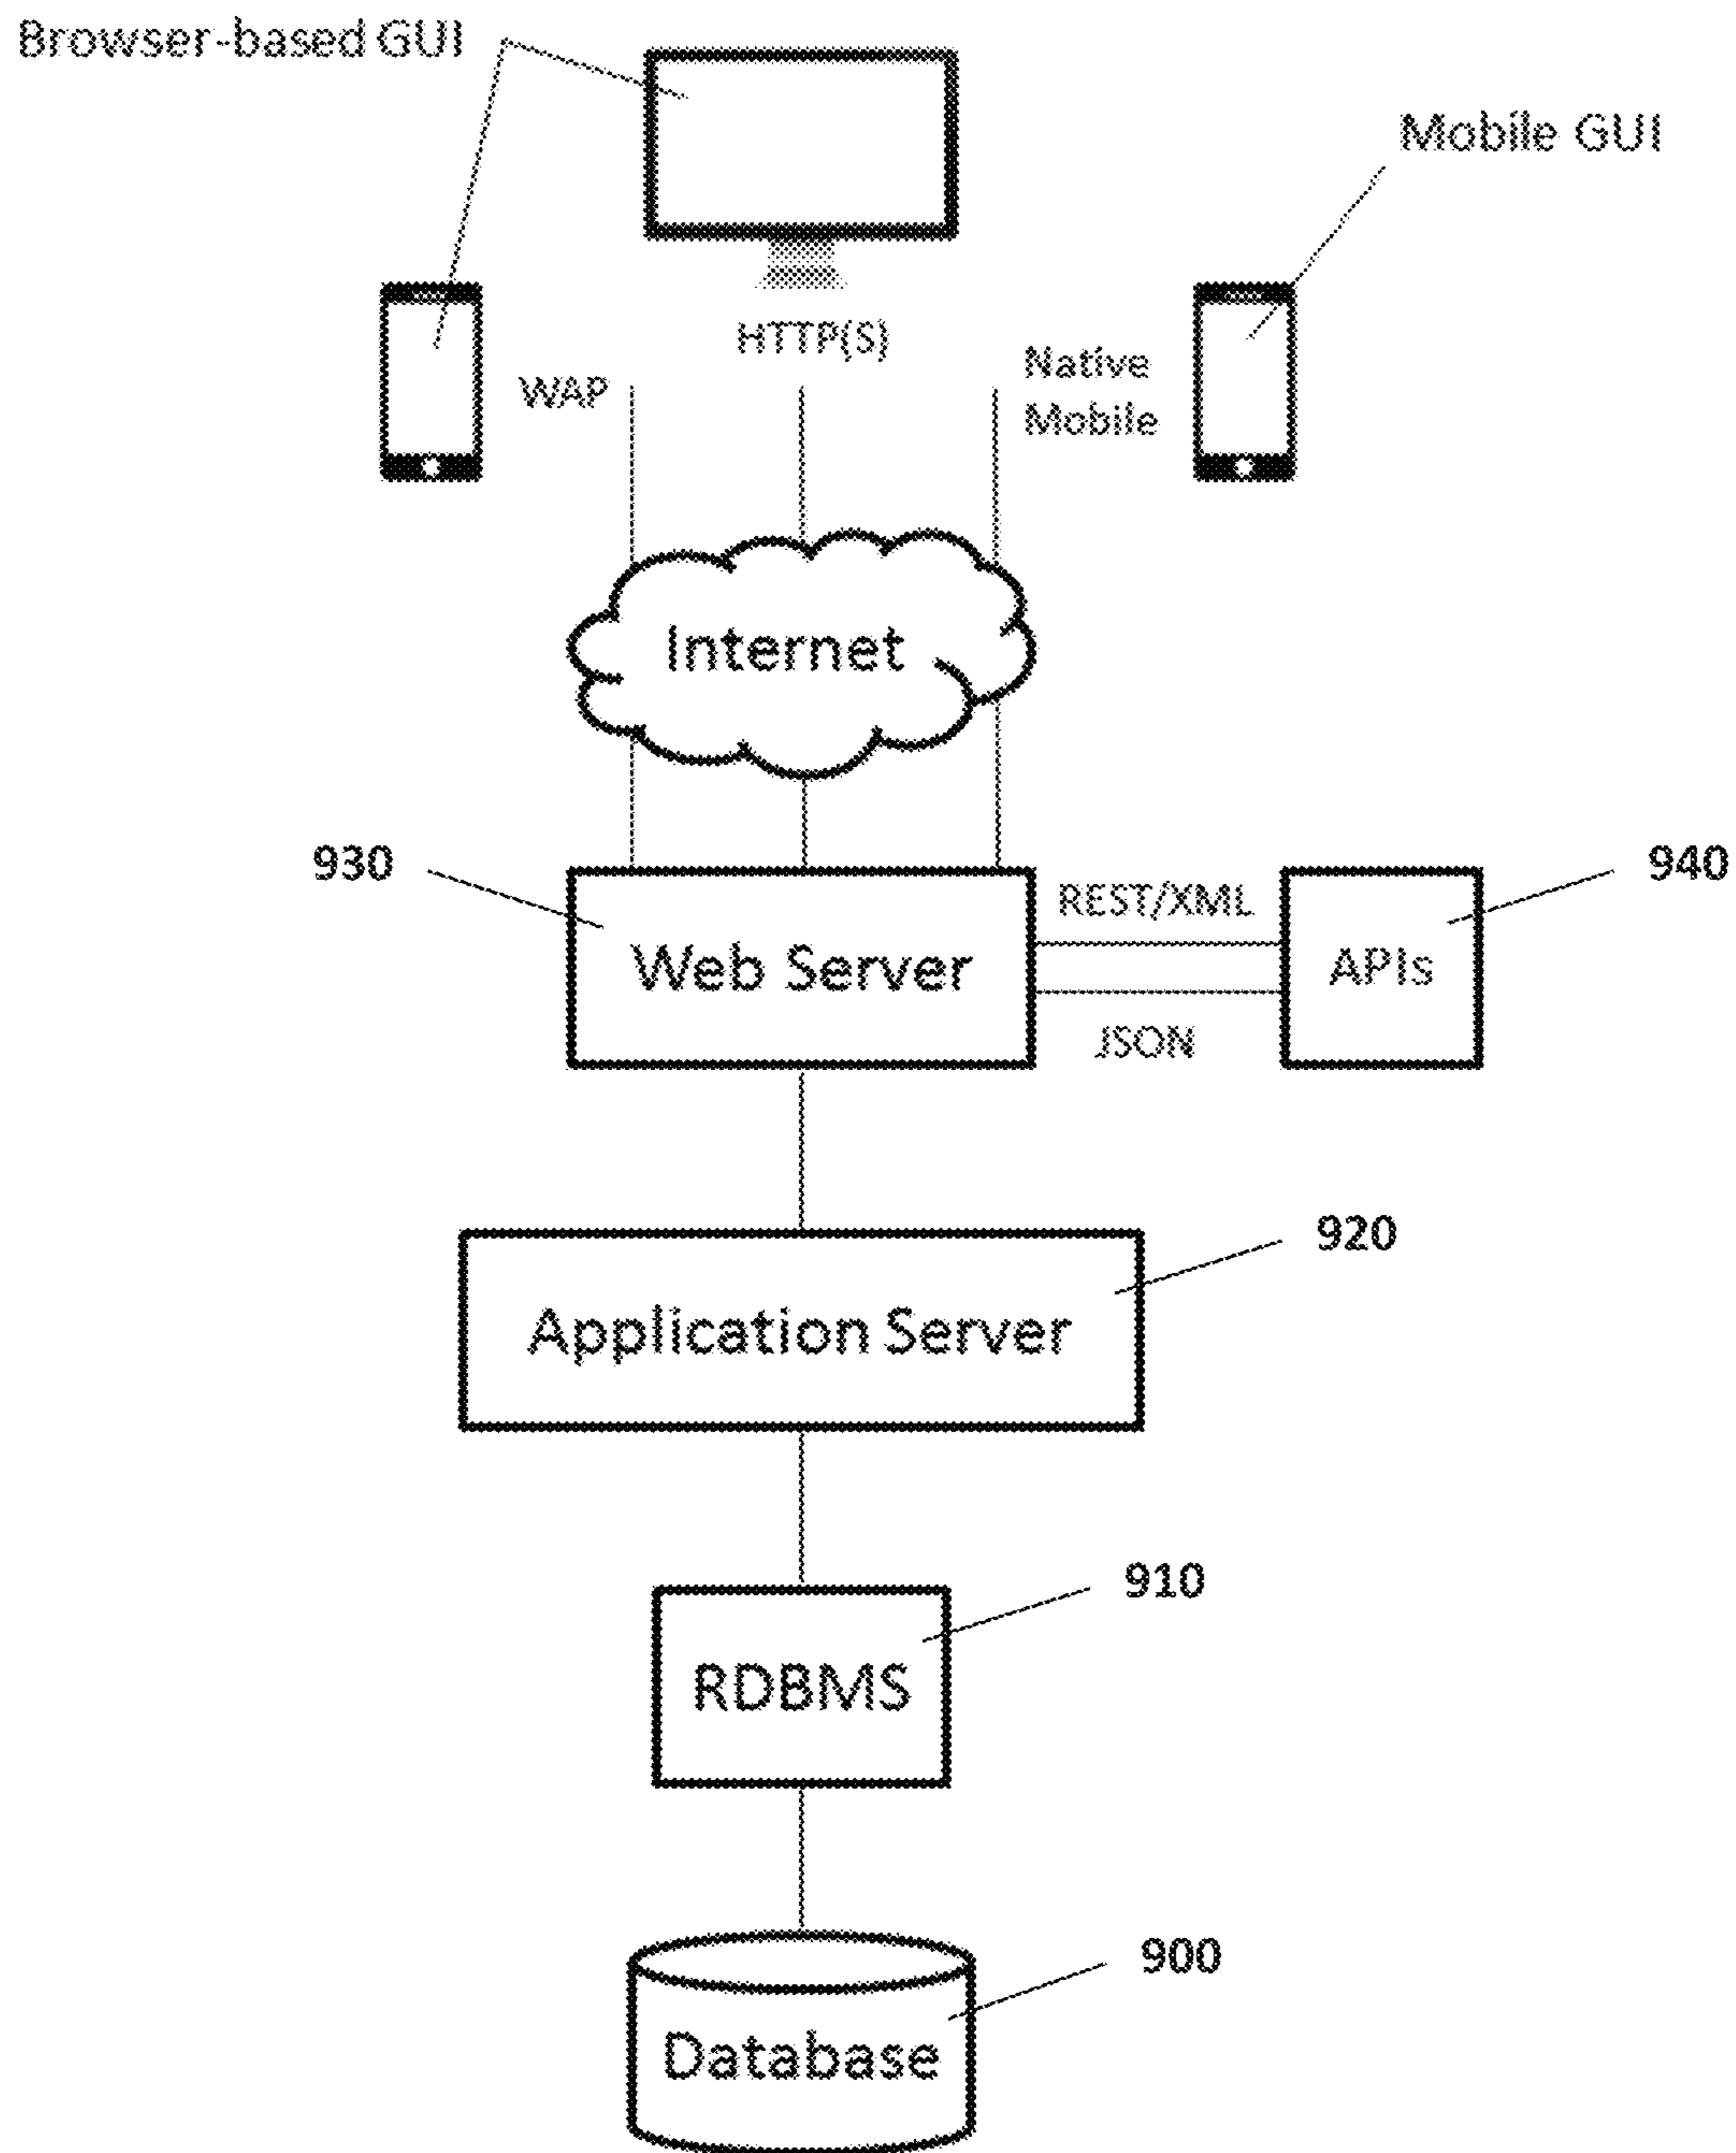 Browser-based GUI
Mobile GUI
HTTP(S)
WAP
Native
Mobile
Internet
930
940
REST/XML
Web Server
APIs
JSON
920
Application Server
910
RDBMS
900
Database